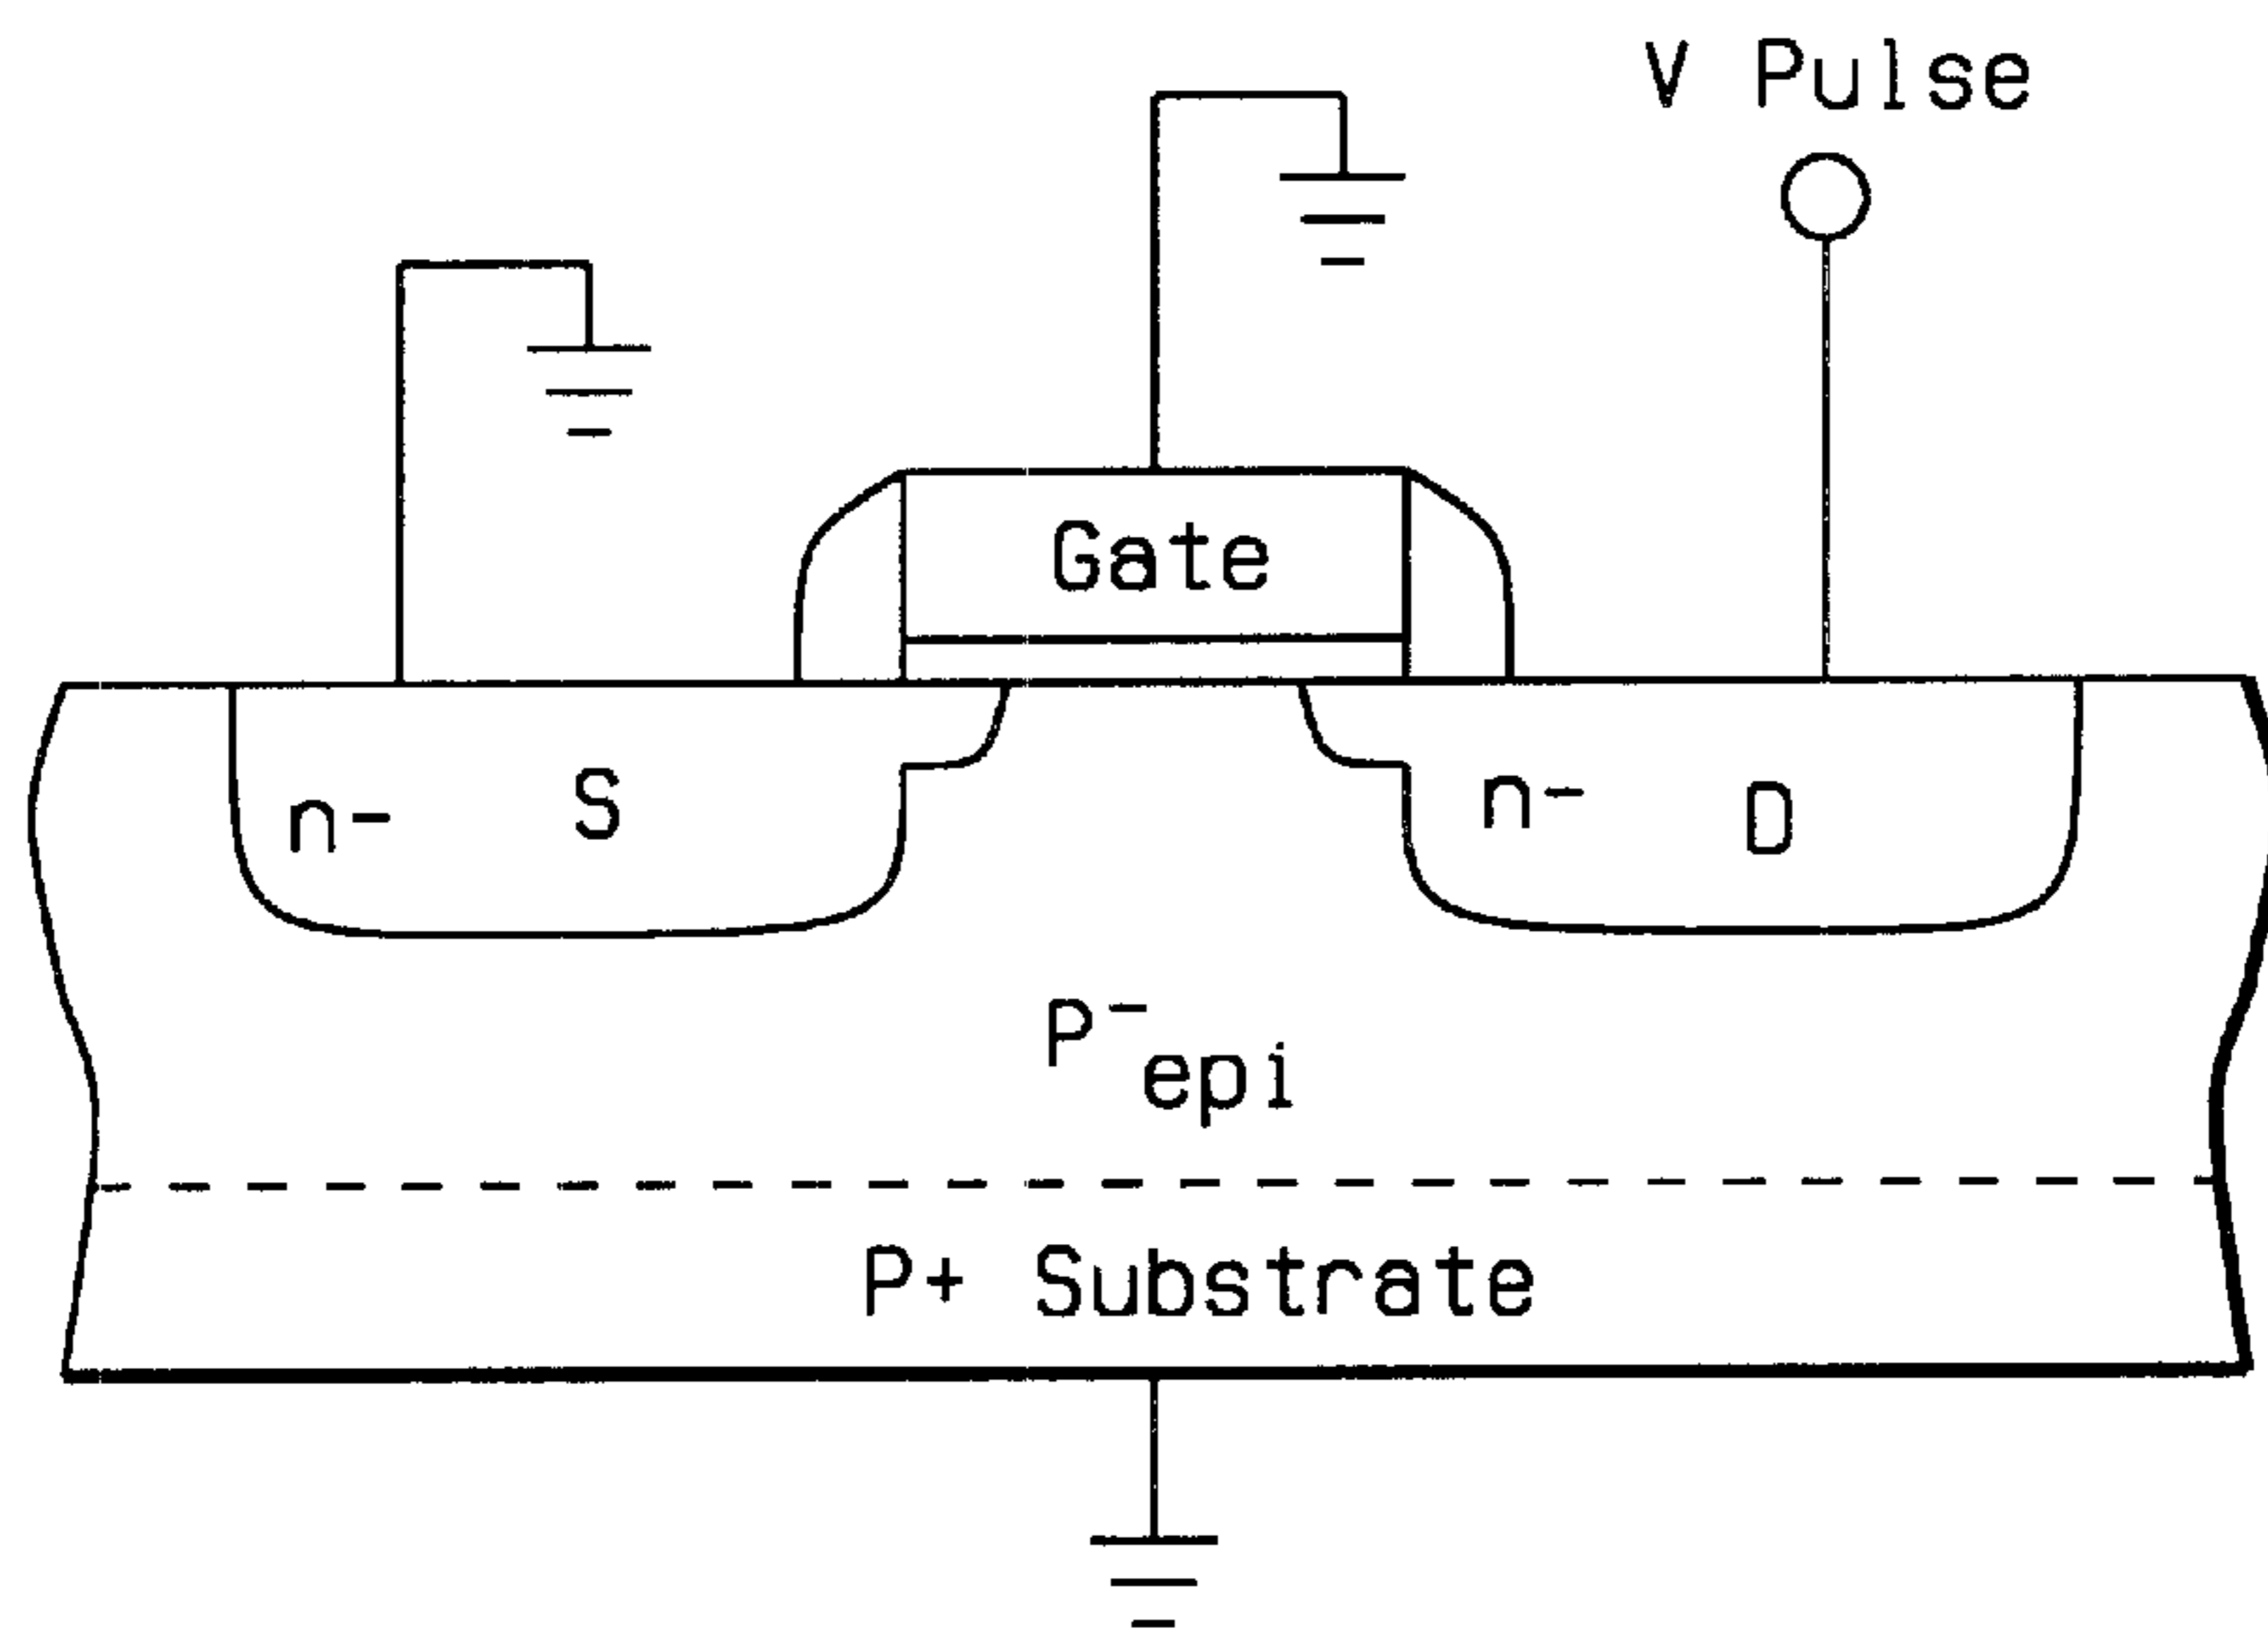 V Pulse
Gate
n- S n- D
P⁻epi
P+ Substrate